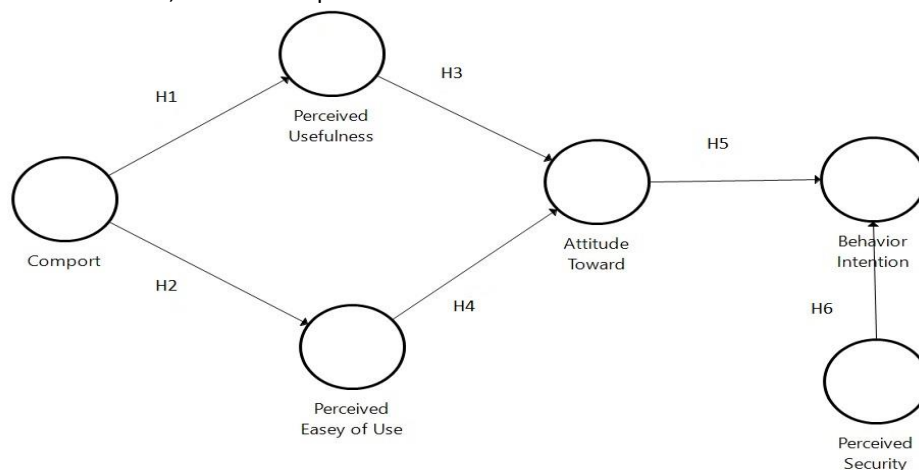 H1
H3
Perceived
Usefulness
H5
Comport
Attitude
Toward
Behavior
Intention
H2
H4
H6
Perceived
Easey of Use
Perceived
Security